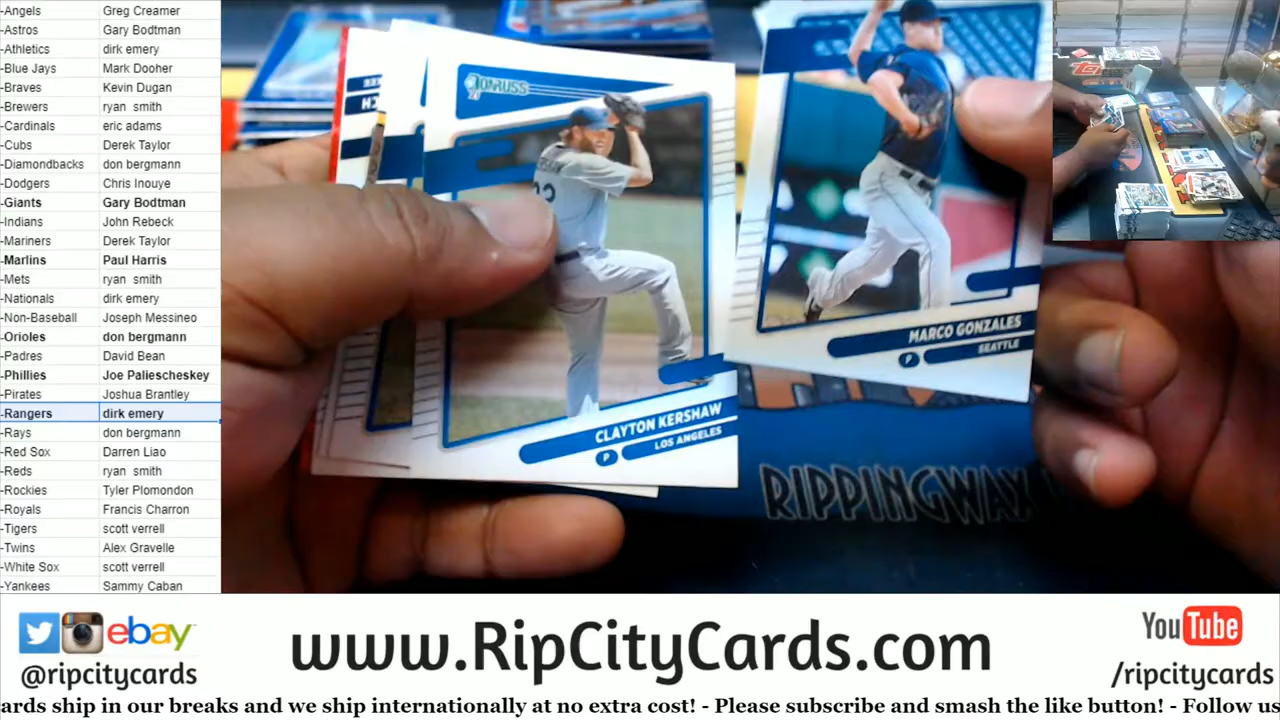 -Angels Greg Creamer
-Astros Gary Bodtman
-Athletics dirk emery
-Blue Jays Mark Dooher
-Braves Kevin Dugan
-Brewers ryan smith
-Cardinals eric adams
-Cubs Derek Taylor
-Diamondbacks don bergmann
-Dodgers Chris Inouye
-Giants Gary Bodtman
-Indians John Rebeck
-Mariners Derek Taylor
-Marlins Paul Harris
-Mets ryan smith
-Nationals dirk emery
-Non-Baseball Joseph Messineo
-Orioles don bergmann
-Padres David Bean
-Phillies Joe Paliescheskey
-Pirates Joshua Brantley
-Rangers dirk emery
-Rays don bergmann
-Red Sox Darren Liao
-Reds ryan smith
-Rockies Tyler Plomondon
-Royals Francis Charron
-Tigers scott verrell
-Twins Alex Gravelle
-White Sox scott verrell
-Yankees Sammy Caban
DONRUSS
CLAYTON KERSHAW
P LOS ANGELES
MARCO GONZALES
P SEATTLE
RIPPINGWAX
ebay
@ripcitycards
www.RipCityCards.com
YouTube
/ripcitycards
ards ship in our breaks and we ship internationally at no extra cost! - Please subscribe and smash the like button! - Follow us